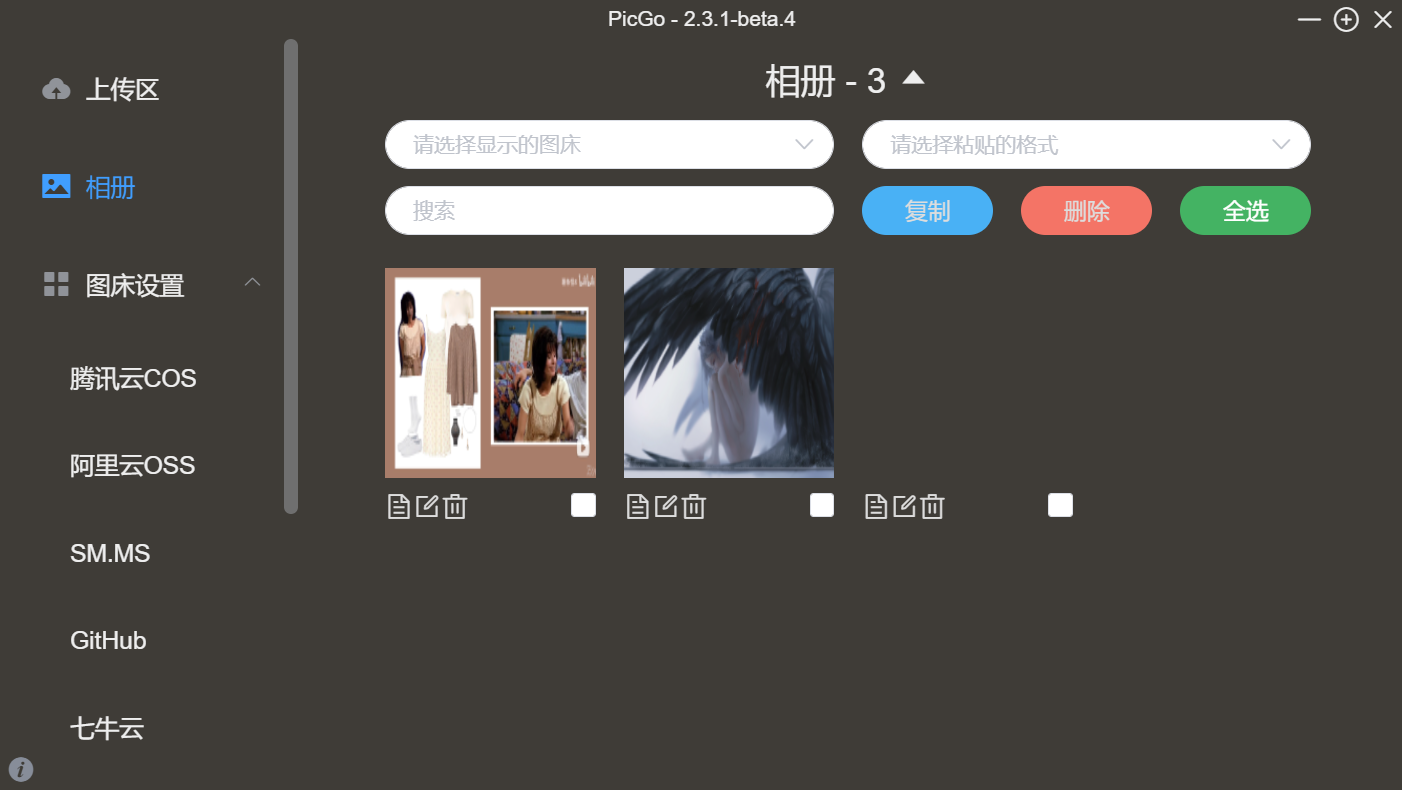 PicGo - 2.3.1-beta.4
上传区
相册
图床设置
腾讯云COS
阿里云OSS
SM.MS
GitHub
七牛云
相册 - 3
请选择显示的图床
请选择粘贴的格式
搜索
复制
删除
全选